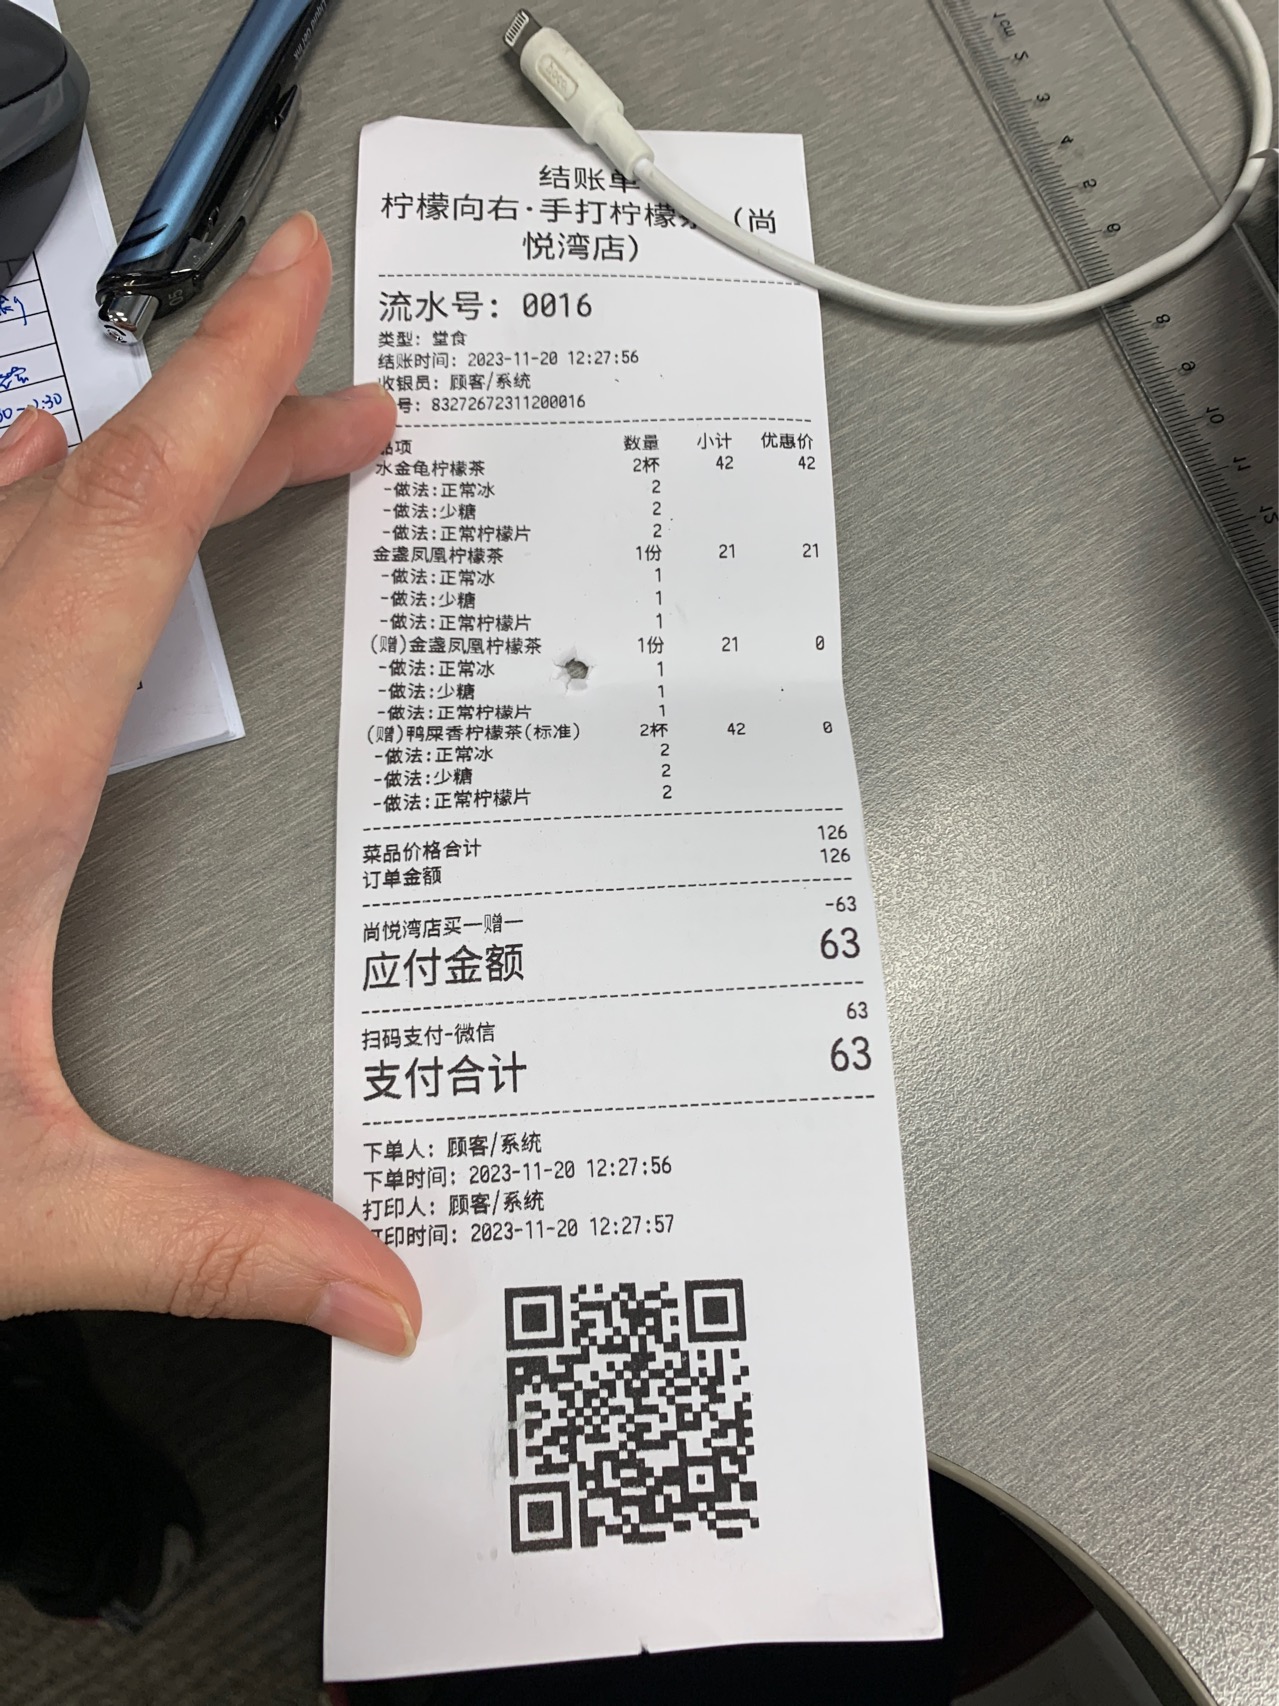 结账单
柠檬向右·手打柠檬 （尚
悦湾店）
流水号：0016
类型：堂食
结账时间：2023-11-20 12:27:56
收银员：顾客/系统
号：83272672311200016
品项 数量 小计 优惠价
水金龟柠檬茶 2杯 42 42
-做法:正常冰 2
-做法:少糖 2
-做法:正常柠檬片 2
金盏凤凰柠檬茶 1份 21 21
-做法:正常冰 1
-做法:少糖 1
-做法:正常柠檬片 1
(赠)金盏凤凰柠檬茶 1份 21 0
-做法:正常冰 1
-做法:少糖 1
-做法:正常柠檬片 1
(赠)鸭屎香柠檬茶(标准) 2杯 42 0
-做法:正常冰 2
-做法:少糖 2
-做法:正常柠檬片 2
菜品价格合计 126
订单金额 126
尚悦湾店买一赠一 -63
应付金额 63
扫码支付-微信 63
支付合计 63
下单人：顾客/系统
下单时间：2023-11-20 12:27:56
打印人：顾客/系统
打印时间：2023-11-20 12:27:57